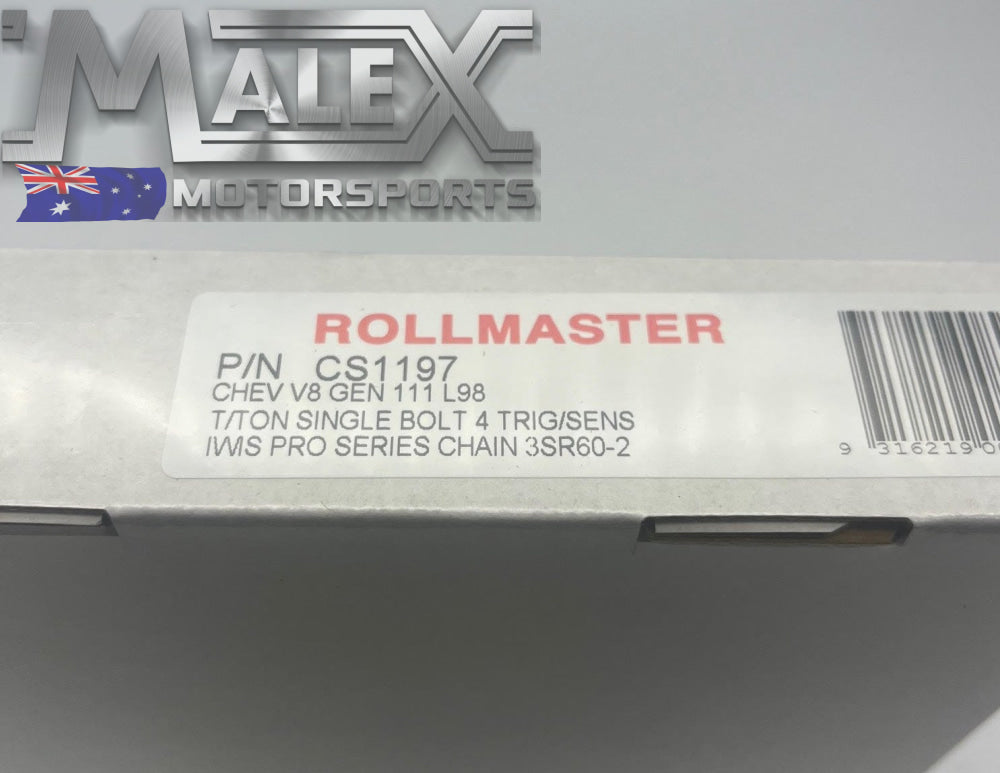 MALEX
MOTORSPORTS
ROLLMASTER
P/N CS1197
CHEV V8 GEN 111 L98
T/TON SINGLE BOLT 4 TRIG/SENS
IWIS PRO SERIES CHAIN 3SR60-2
9 316219